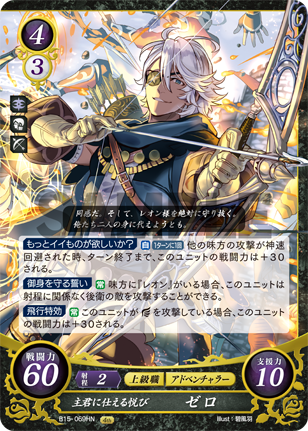 4
3
同感だ。そして、レオン様を絶対に守り抜く。
俺たち二人の身に代えようとも。
もっとイイものが欲しいか？ 自 1ターンに1回 他の味方の攻撃が神速
回避された時、ターン終了まで、このユニットの戦闘力は＋30
される。
御身を守る誓い 常 味方に『レオン』がいる場合、このユニットは
射程に関係なく後衛の敵を攻撃することができる。
飛行特効 常 このユニットが を攻撃している場合、このユニッ
トの戦闘力は＋30される。
戦闘力
60
射程 2
上級職 アドベンチャラー
支援力
10
主君に仕える悦び ゼロ
B15-069HN
Illust：碧風羽